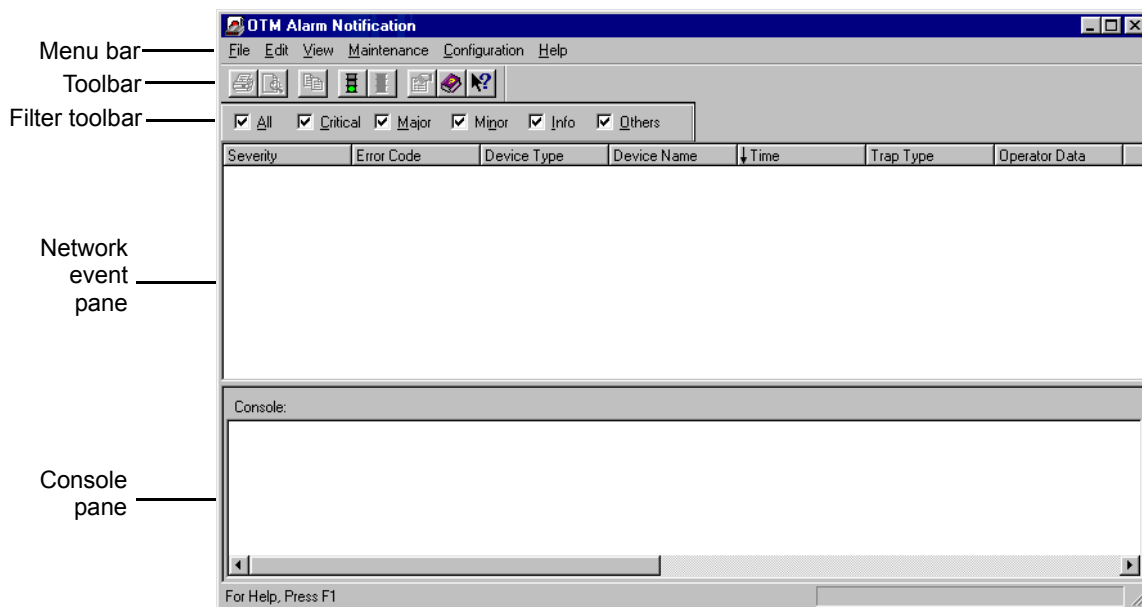 OTM Alarm Notification
Menu bar
File Edit View Maintenance Configuration Help
Toolbar
Filter toolbar
All Critical Major Minor Info Others
Severity Error Code Device Type Device Name Time Trap Type Operator Data
Network
event
pane
Console:
Console
pane
For Help, Press F1